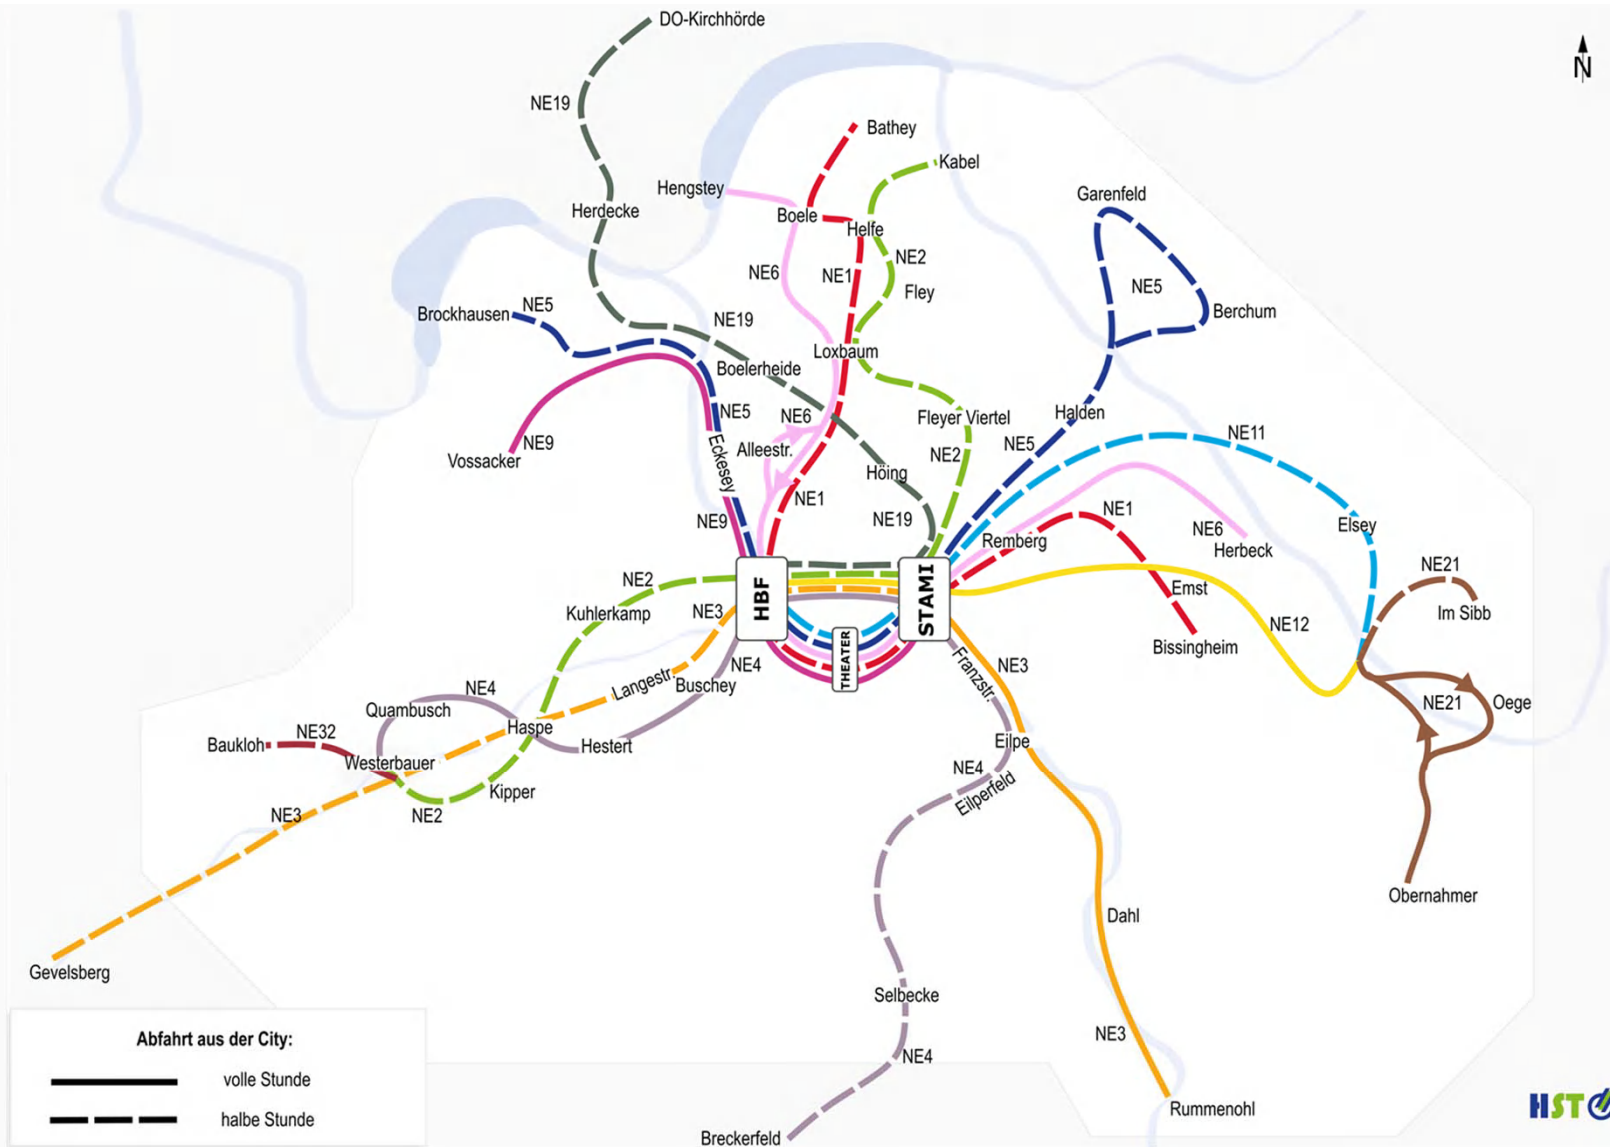 DO-Kirchhörde
N
NE19
Bathey
Kabel
Hengstey
Garenfeld
Herdecke
Boele
Helfe
NE6
NE1
NE2
Fley
NE5
Berchum
Brockhausen
NE5
NE19
Loxbaum
Boelerheide
NE5
NE6
Fleyer Viertel
Halden
NE11
Vossacker
NE9
Eckesey
Alleestr.
NE2
NE5
Höing
NE1
NE9
NE19
NE1
NE6
Herbeck
Elsey
Remberg
NE21
Im Sibb
NE2
HBF
STAMI
THEATER
Emst
Kuhlerkamp
NE3
NE12
Bissingheim
NE4
Franzstr.
NE3
Langestr.
Buschey
NE4
Quambusch
NE21
Oege
Haspe
Hestert
Eilpe
NE32
Baukloh
Westerbauer
NE4
Eilperfeld
Kipper
NE3
NE2
Obernahmer
Dahl
Gevelsberg
Selbecke
NE3
NE4
Rummenohl
Breckerfeld
Abfahrt aus der City:
volle Stunde
halbe Stunde
HST